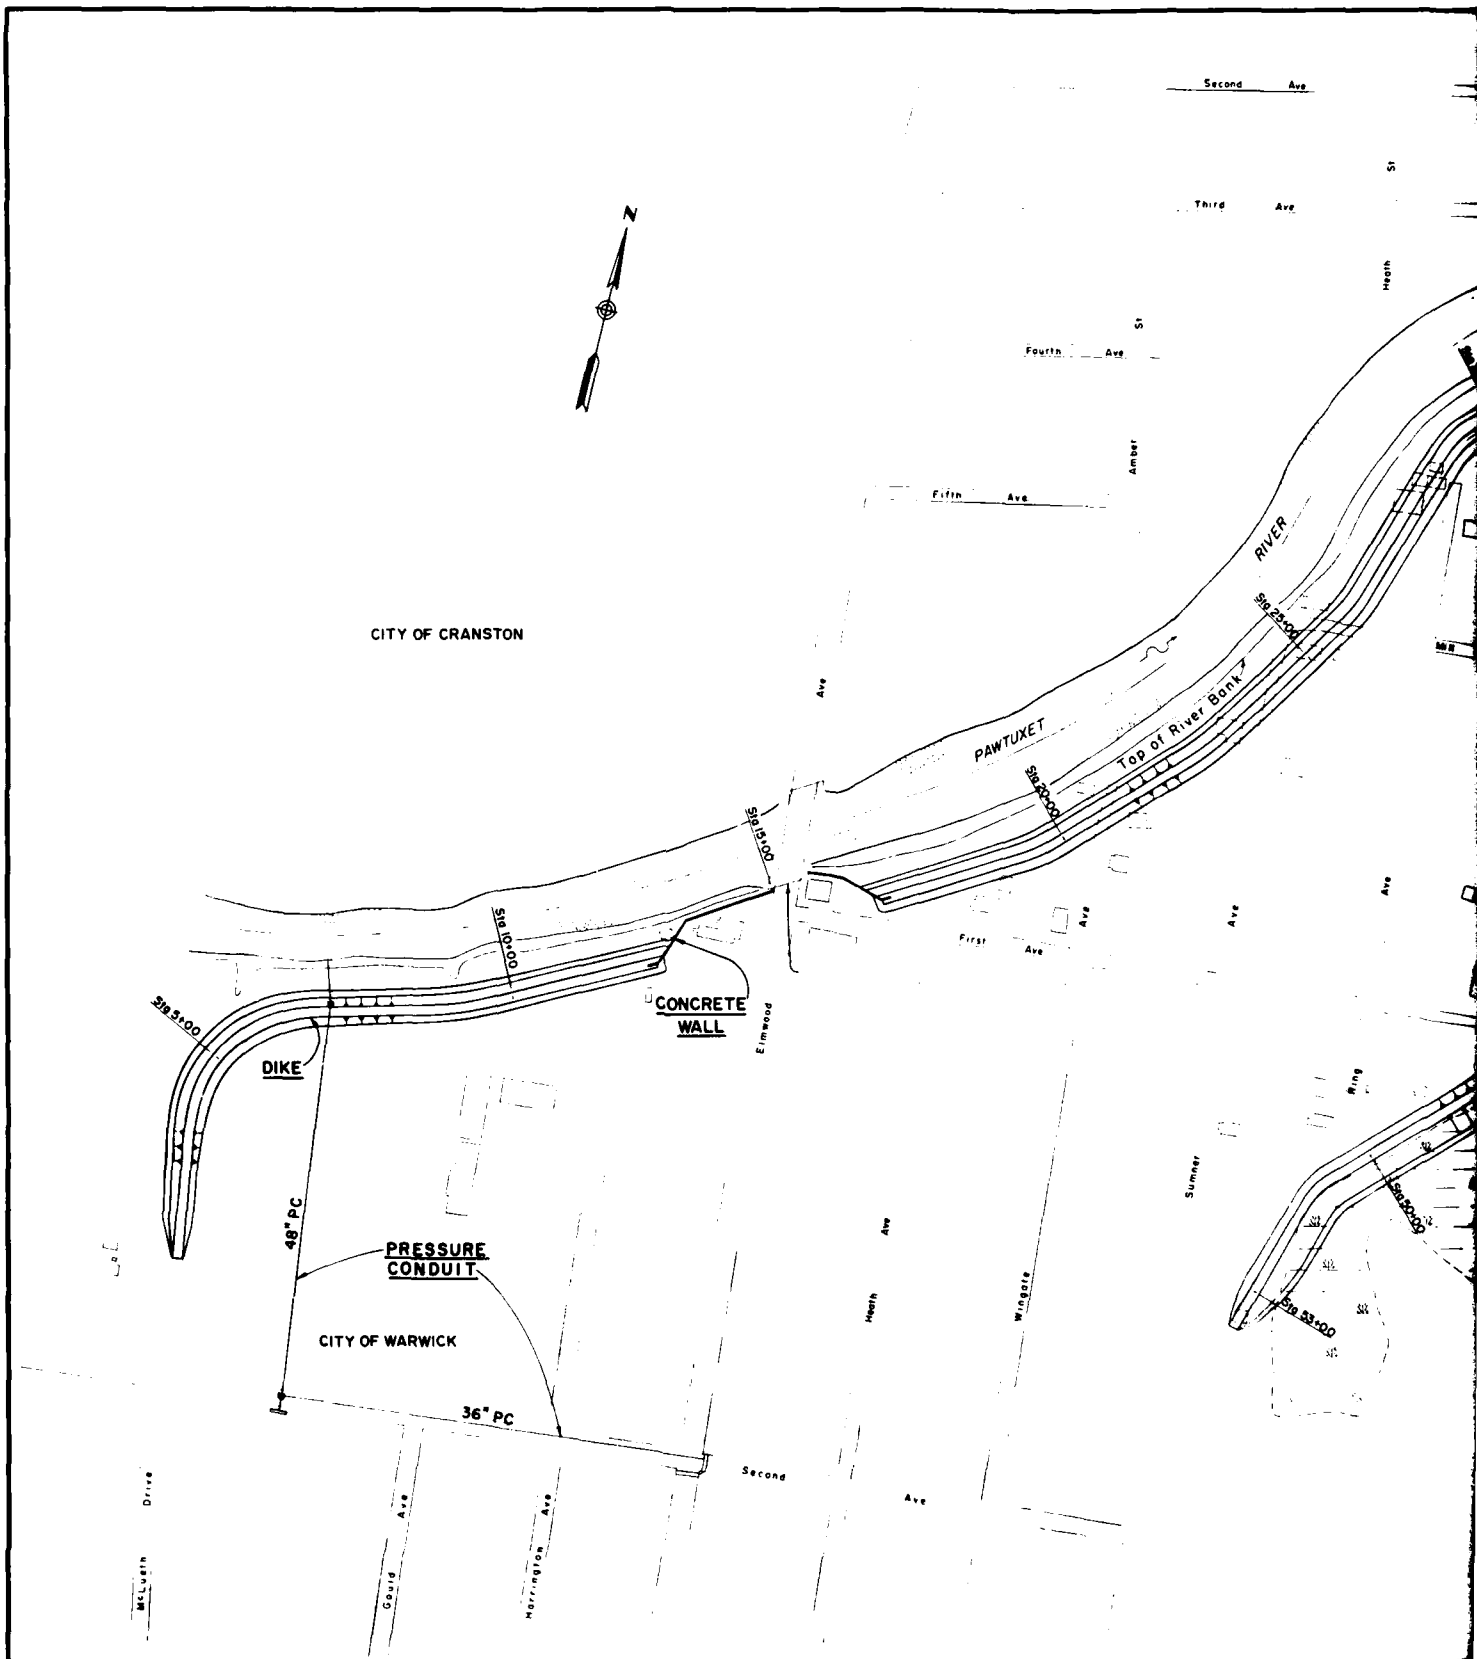 Second Ave
St
Third Ave
N
Heath
St
Fourth Ave
Amber
Fifth Ave
RIVER
Sta 25+00
CITY OF CRANSTON
Mill
Ave
PAWTUXET
Top of River Bank
Sta 20+00
Sta 15+00
Ave
Ave
Ave
Sta 10+00
First Ave
CONCRETE
WALL
Sta 5+00
Elmwood
DIKE
Ring
Sumner
48" PC
Sta 50+00
Ave
PRESSURE
CONDUIT
Heath
Wingate
Sta 53+00
CITY OF WARWICK
36" PC
Second Ave
Drive
Ave
Ave
McLueth
Gould
Harrington